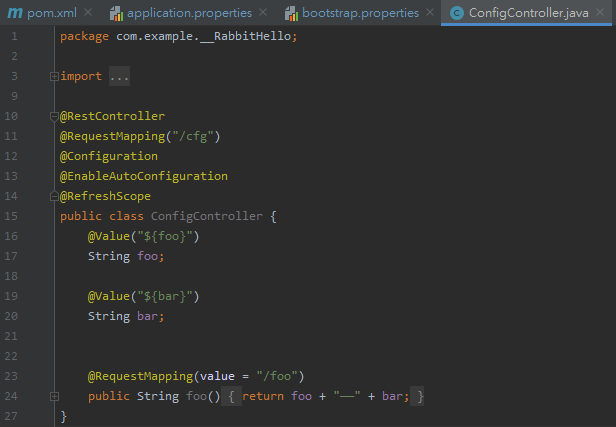 pom.xml application.properties bootstrap.properties ConfigController.java
1 package com.example.__RabbitHello;
2
3 import ...
9
10 @RestController
11 @RequestMapping("/cfg")
12 @Configuration
13 @EnableAutoConfiguration
14 @RefreshScope
15 public class ConfigController {
16 @Value("${foo}")
17 String foo;
18
19 @Value("${bar}")
20 String bar;
21
22
23 @RequestMapping(value = "/foo")
24 public String foo() { return foo + "——" + bar; }
27 }